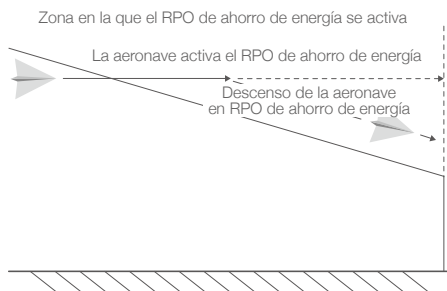 Zona en la que el RPO de ahorro de energía se activa
La aeronave activa el RPO de ahorro de energía
Descenso de la aeronave
en RPO de ahorro de energía